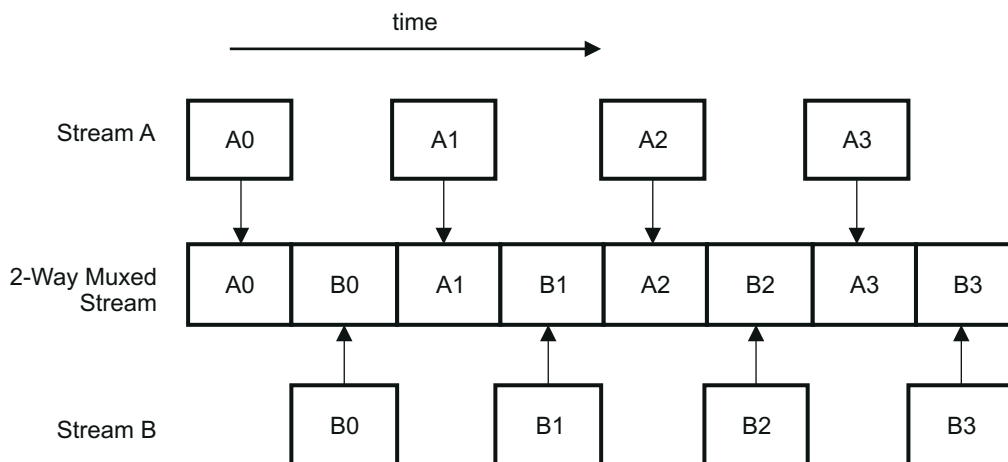 time
Stream A
A0 A1 A2 A3
2-Way Muxed
Stream
A0 B0 A1 B1 A2 B2 A3 B3
Stream B
B0 B1 B2 B3